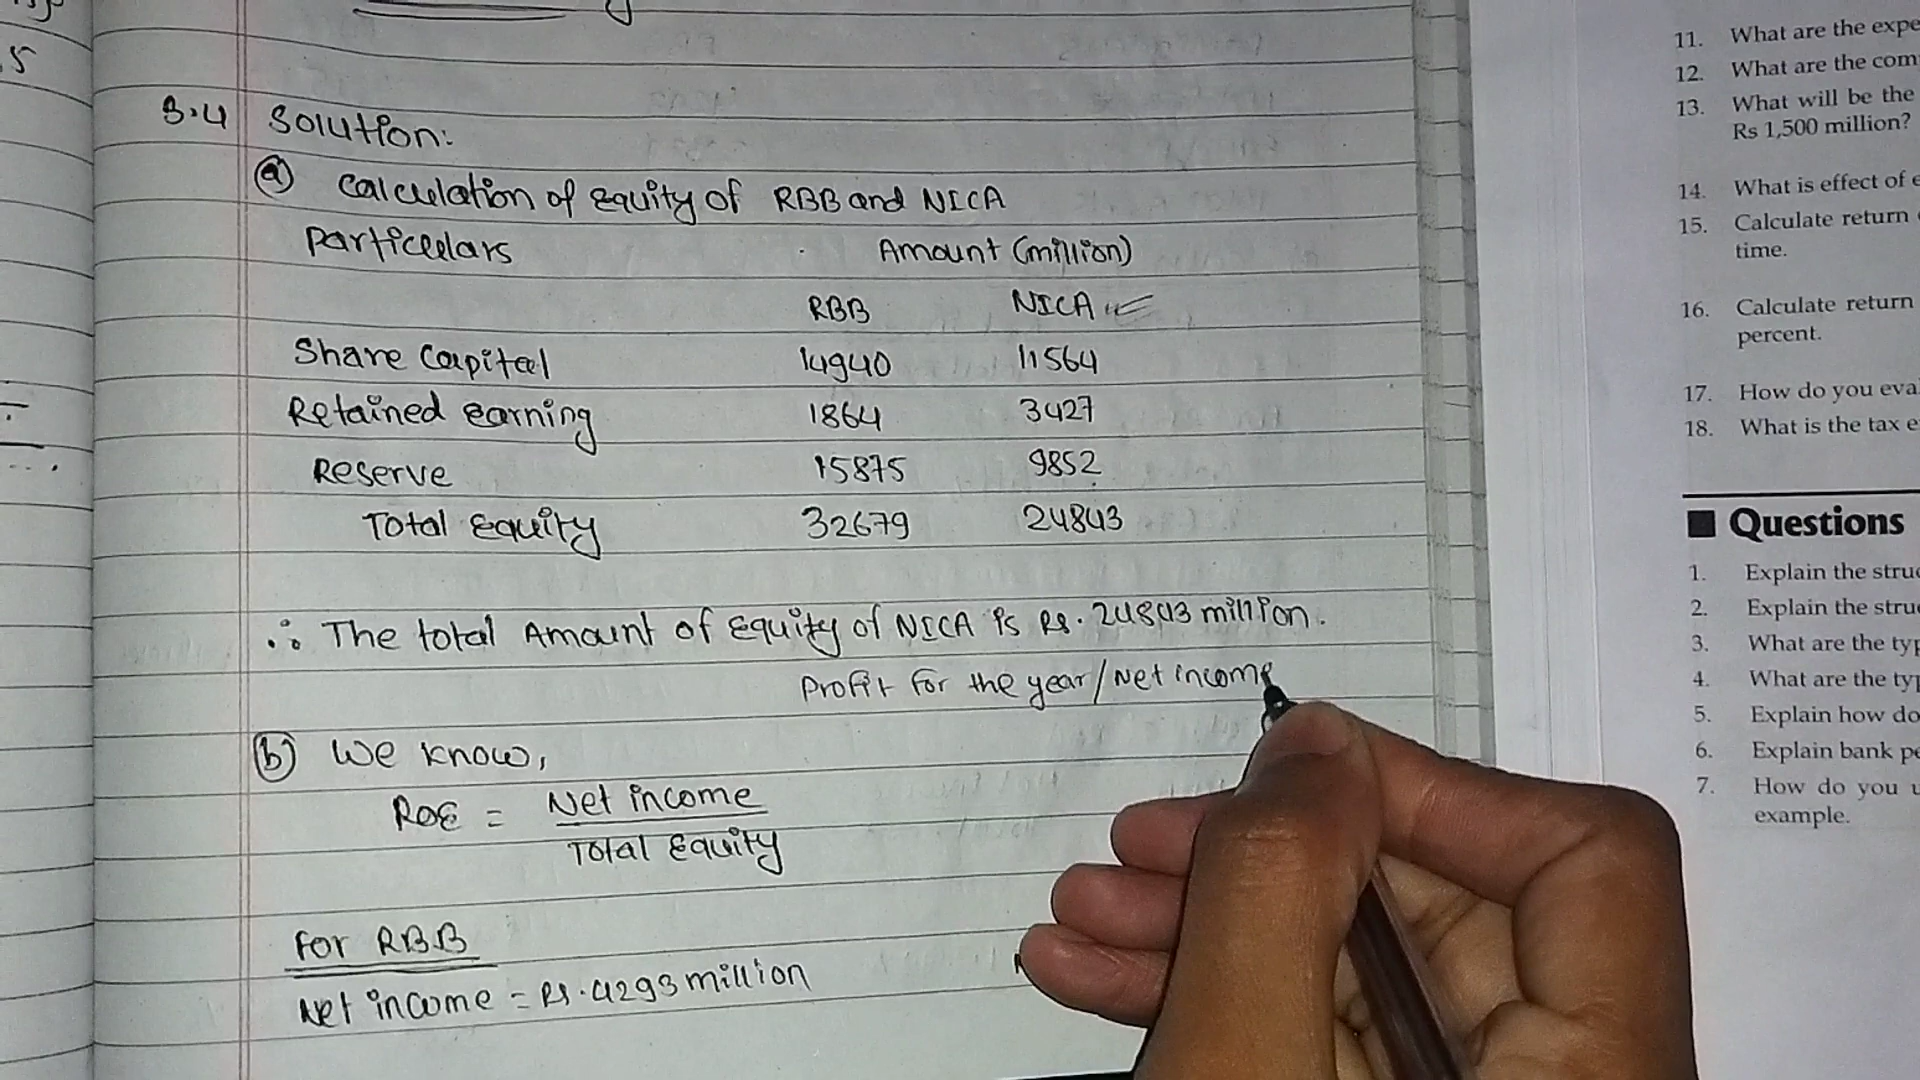 5
3.4 Solution:
(a) Calculation of Equity of RBB and NICA
Particulars Amount (million)
RBB NICA
Share Capital 14940 11564
Retained earning 1864 3427
Reserve 15875 9852
Total Equity 32679 24843
∴ The total Amount of Equity of NICA is Rs. 24843 million.
Profit for the year/Net income
(b) We know,
ROE = Net income
Total Equity
For RBB
Net income = Rs. 4293 million
11. What are the expe
12. What are the com
13. What will be the
Rs 1,500 million?
14. What is effect of e
15. Calculate return
time.
16. Calculate return
percent.
17. How do you eva
18. What is the tax e
■ Questions
1. Explain the stru
2. Explain the stru
3. What are the typ
4. What are the typ
5. Explain how do
6. Explain bank pe
7. How do you u
example.